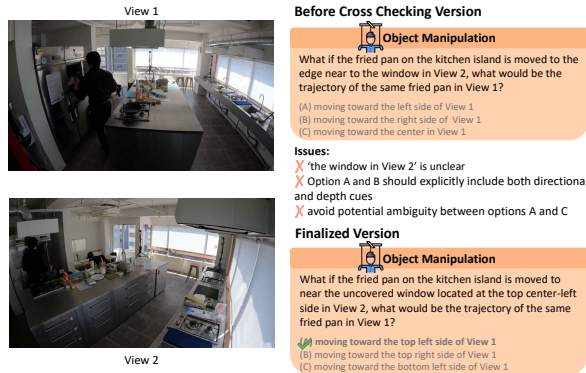 View 1
Before Cross Checking Version
Object Manipulation
What if the fried pan on the kitchen island is moved to the
edge near to the window in View 2, what would be the
trajectory of the same fried pan in View 1?
(A) moving toward the left side of View 1
(B) moving toward the right side of  View 1
(C) moving toward the center in View 1
Issues:
✗ ‘the window in View 2’ is unclear
✗ Option A and B should explicitly include both directiona
and depth cues
✗ avoid potential ambiguity between options A and C
Finalized Version
Object Manipulation
What if the fried pan on the kitchen island is moved to
near the uncovered window located at the top center-left
side in View 2, what would be the trajectory of the same
fried pan in View 1?
(A) moving toward the top left side of View 1
(B) moving toward the top right side of View 1
(C) moving toward the bottom left side of View 1
View 2